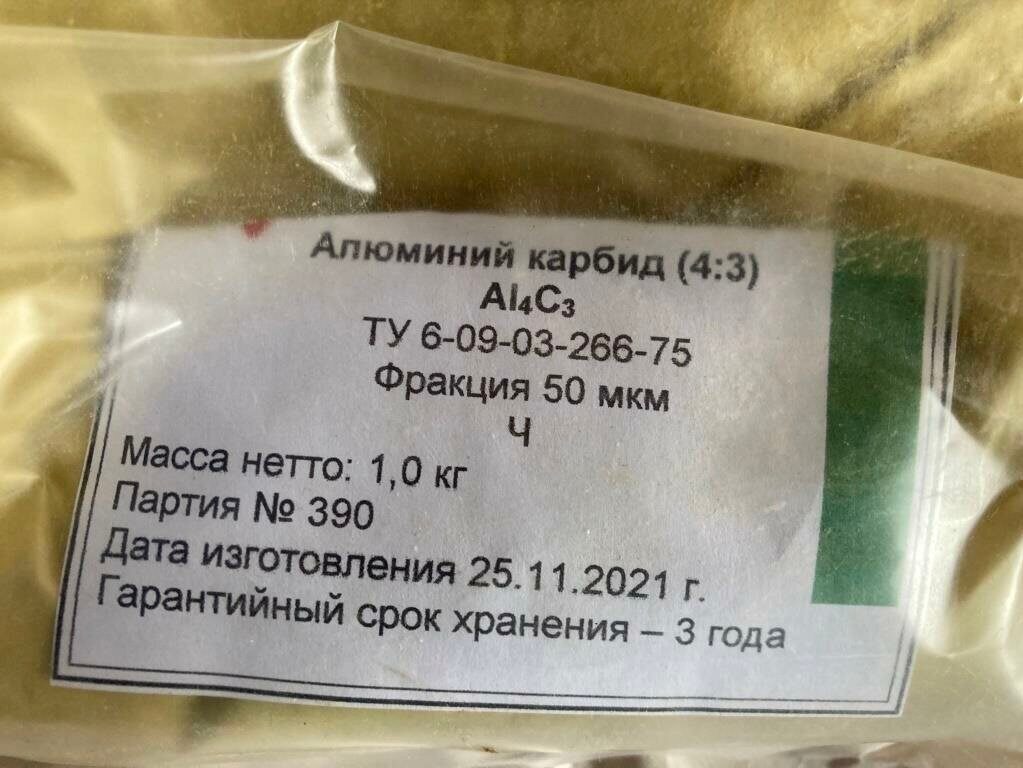 Алюминий карбид (4:3)
Al₄C₃
ТУ 6-09-03-266-75
Фракция 50 мкм
Ч
Масса нетто: 1,0 кг
Партия № 390
Дата изготовления 25.11.2021 г.
Гарантийный срок хранения – 3 года